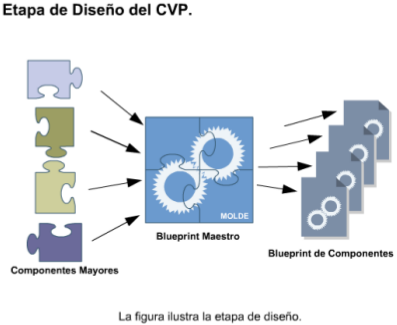 Etapa de Diseño del CVP.
MOLDE
Blueprint Maestro
Blueprint de Componentes
Componentes Mayores
La figura ilustra la etapa de diseño.